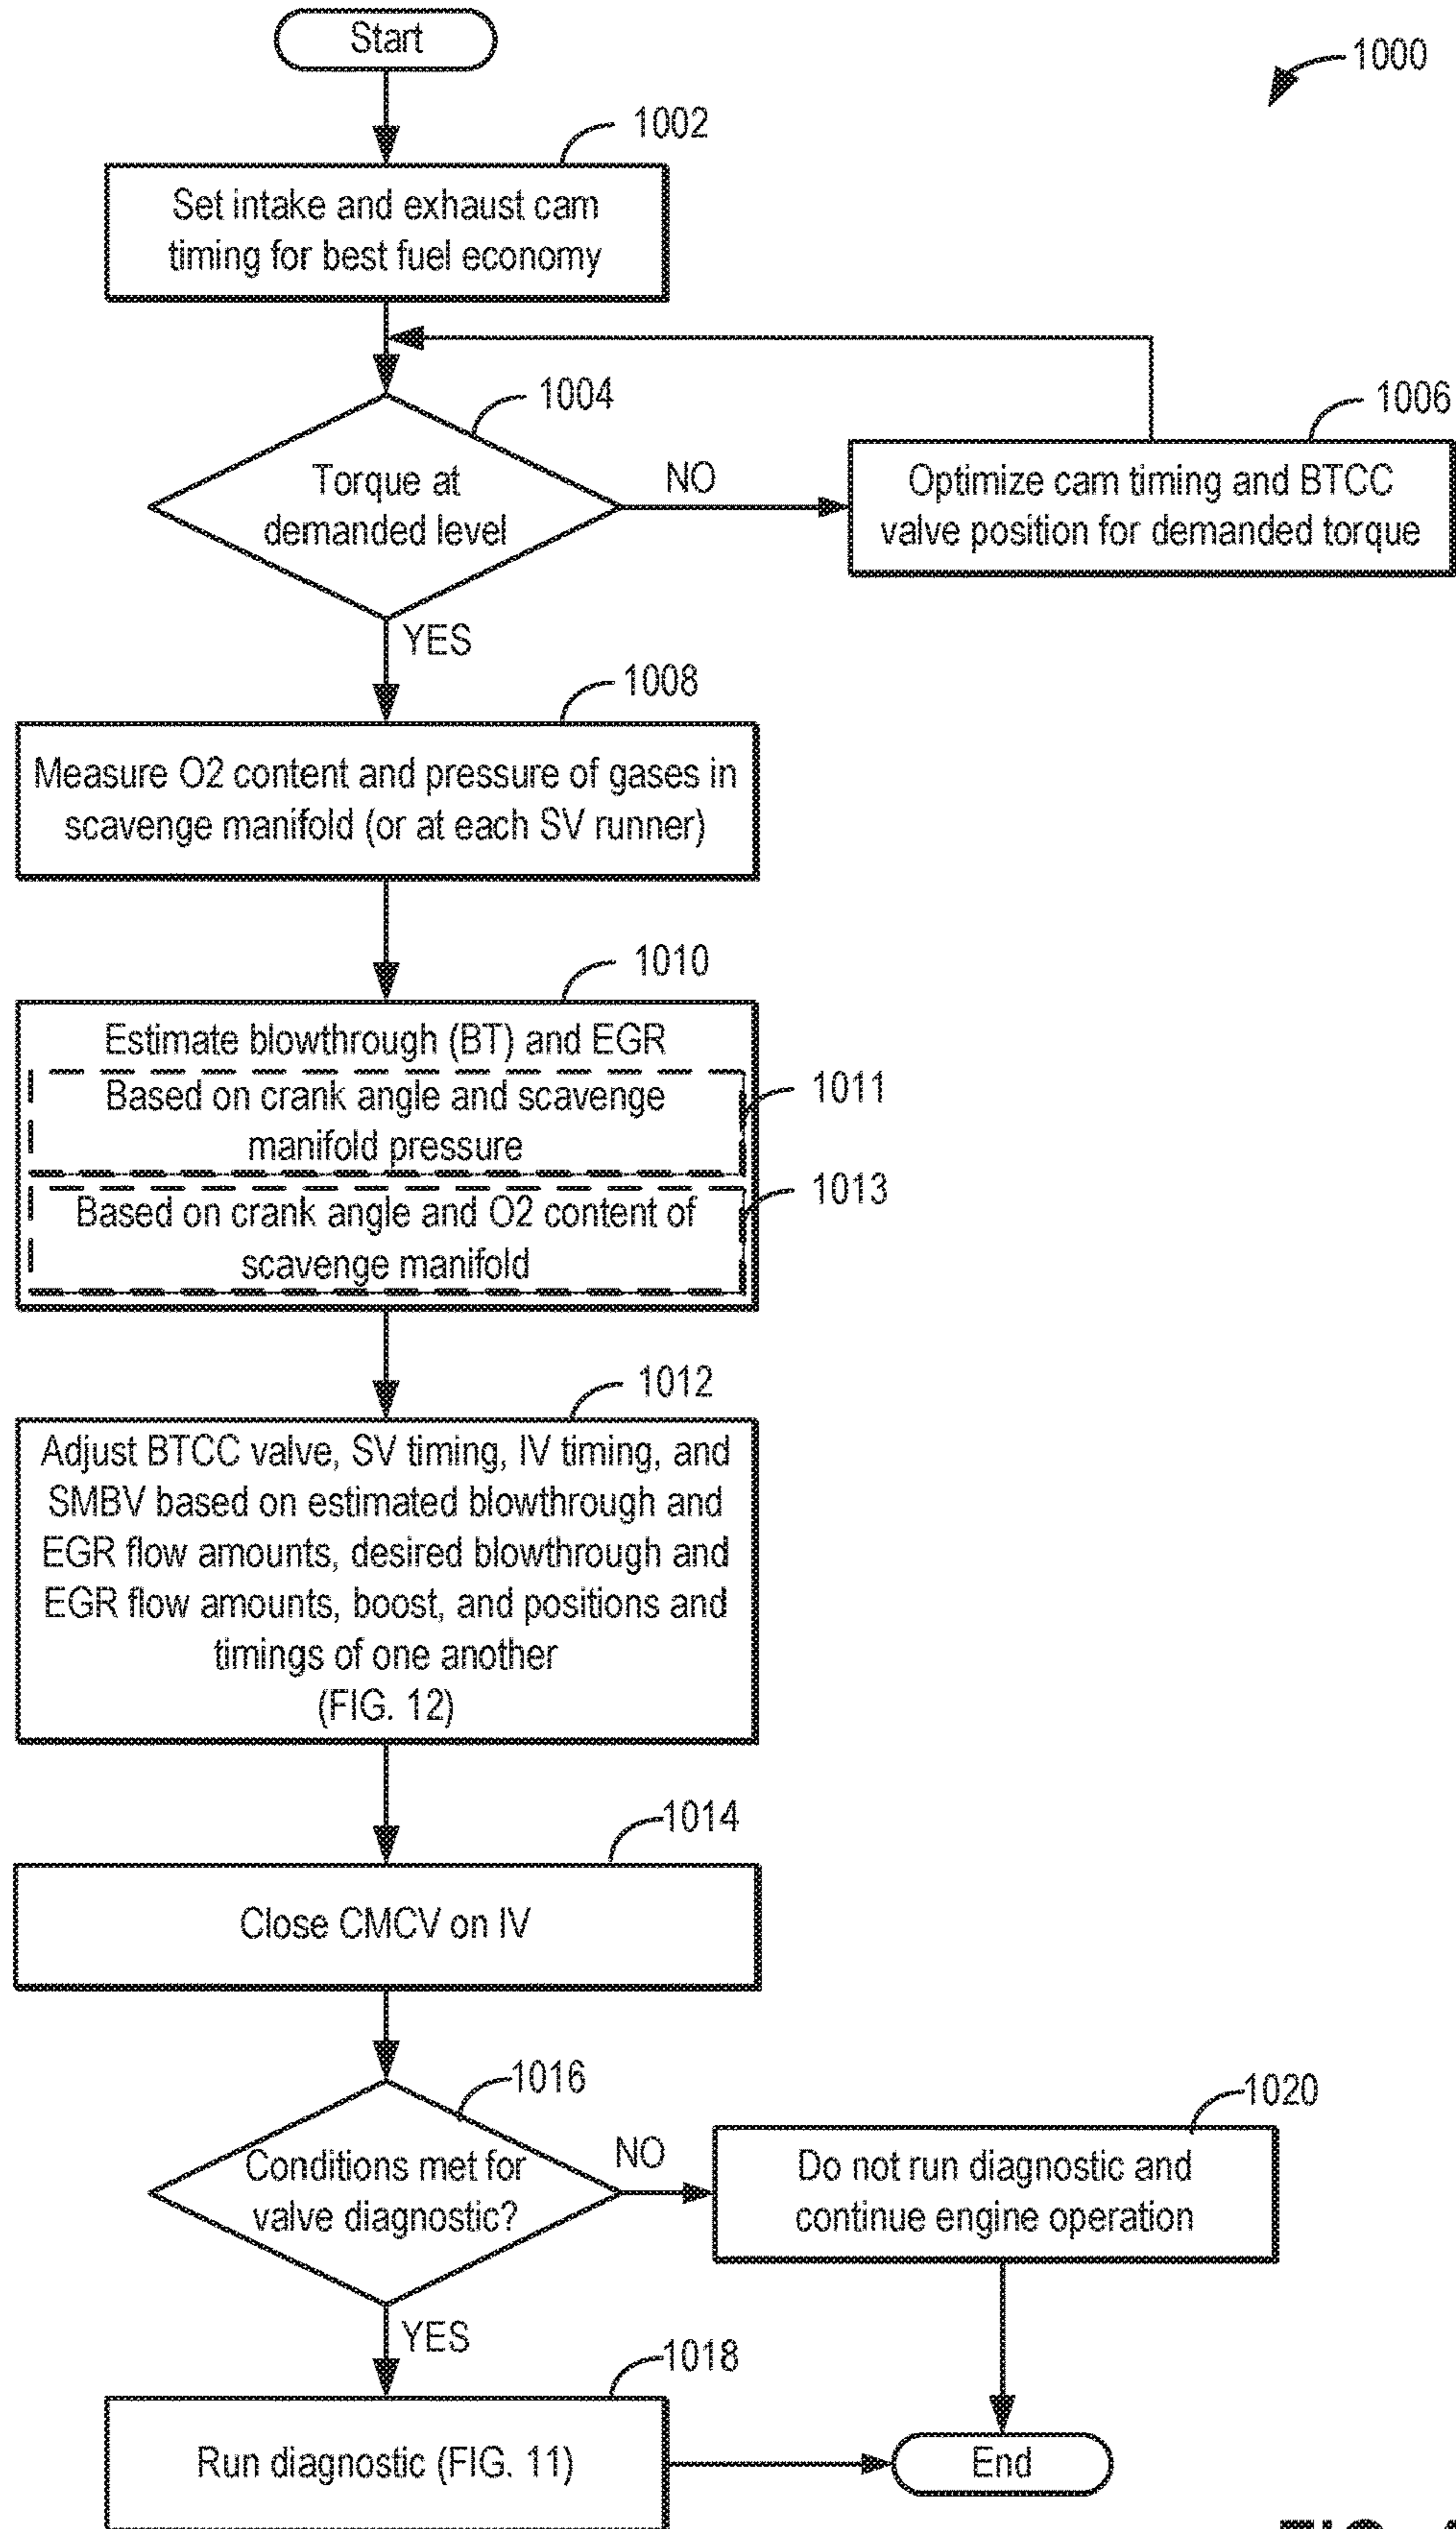 Start
1000
1002
Set intake and exhaust cam
timing for best fuel economy
1004
Torque at
demanded level
NO
1006
Optimize cam timing and BTCC
valve position for demanded torque
YES
1008
Measure O2 content and pressure of gases in
scavenge manifold (or at each SV runner)
1010
Estimate blowthrough (BT) and EGR
Based on crank angle and scavenge
manifold pressure
1011
Based on crank angle and O2 content of
scavenge manifold
1013
1012
Adjust BTCC valve, SV timing, IV timing, and
SMBV based on estimated blowthrough and
EGR flow amounts, desired blowthrough and
EGR flow amounts, boost, and positions and
timings of one another
(FIG. 12)
1014
Close CMCV on IV
1016
Conditions met for
valve diagnostic?
NO
1020
Do not run diagnostic and
continue engine operation
YES
1018
Run diagnostic (FIG. 11)
End